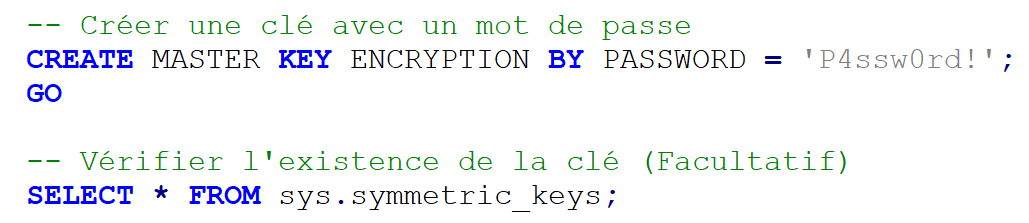 -- Créer une clé avec un mot de passe
CREATE MASTER KEY ENCRYPTION BY PASSWORD = 'P4ssw0rd!';
GO
-- Vérifier l'existence de la clé (Facultatif)
SELECT * FROM sys.symmetric_keys;